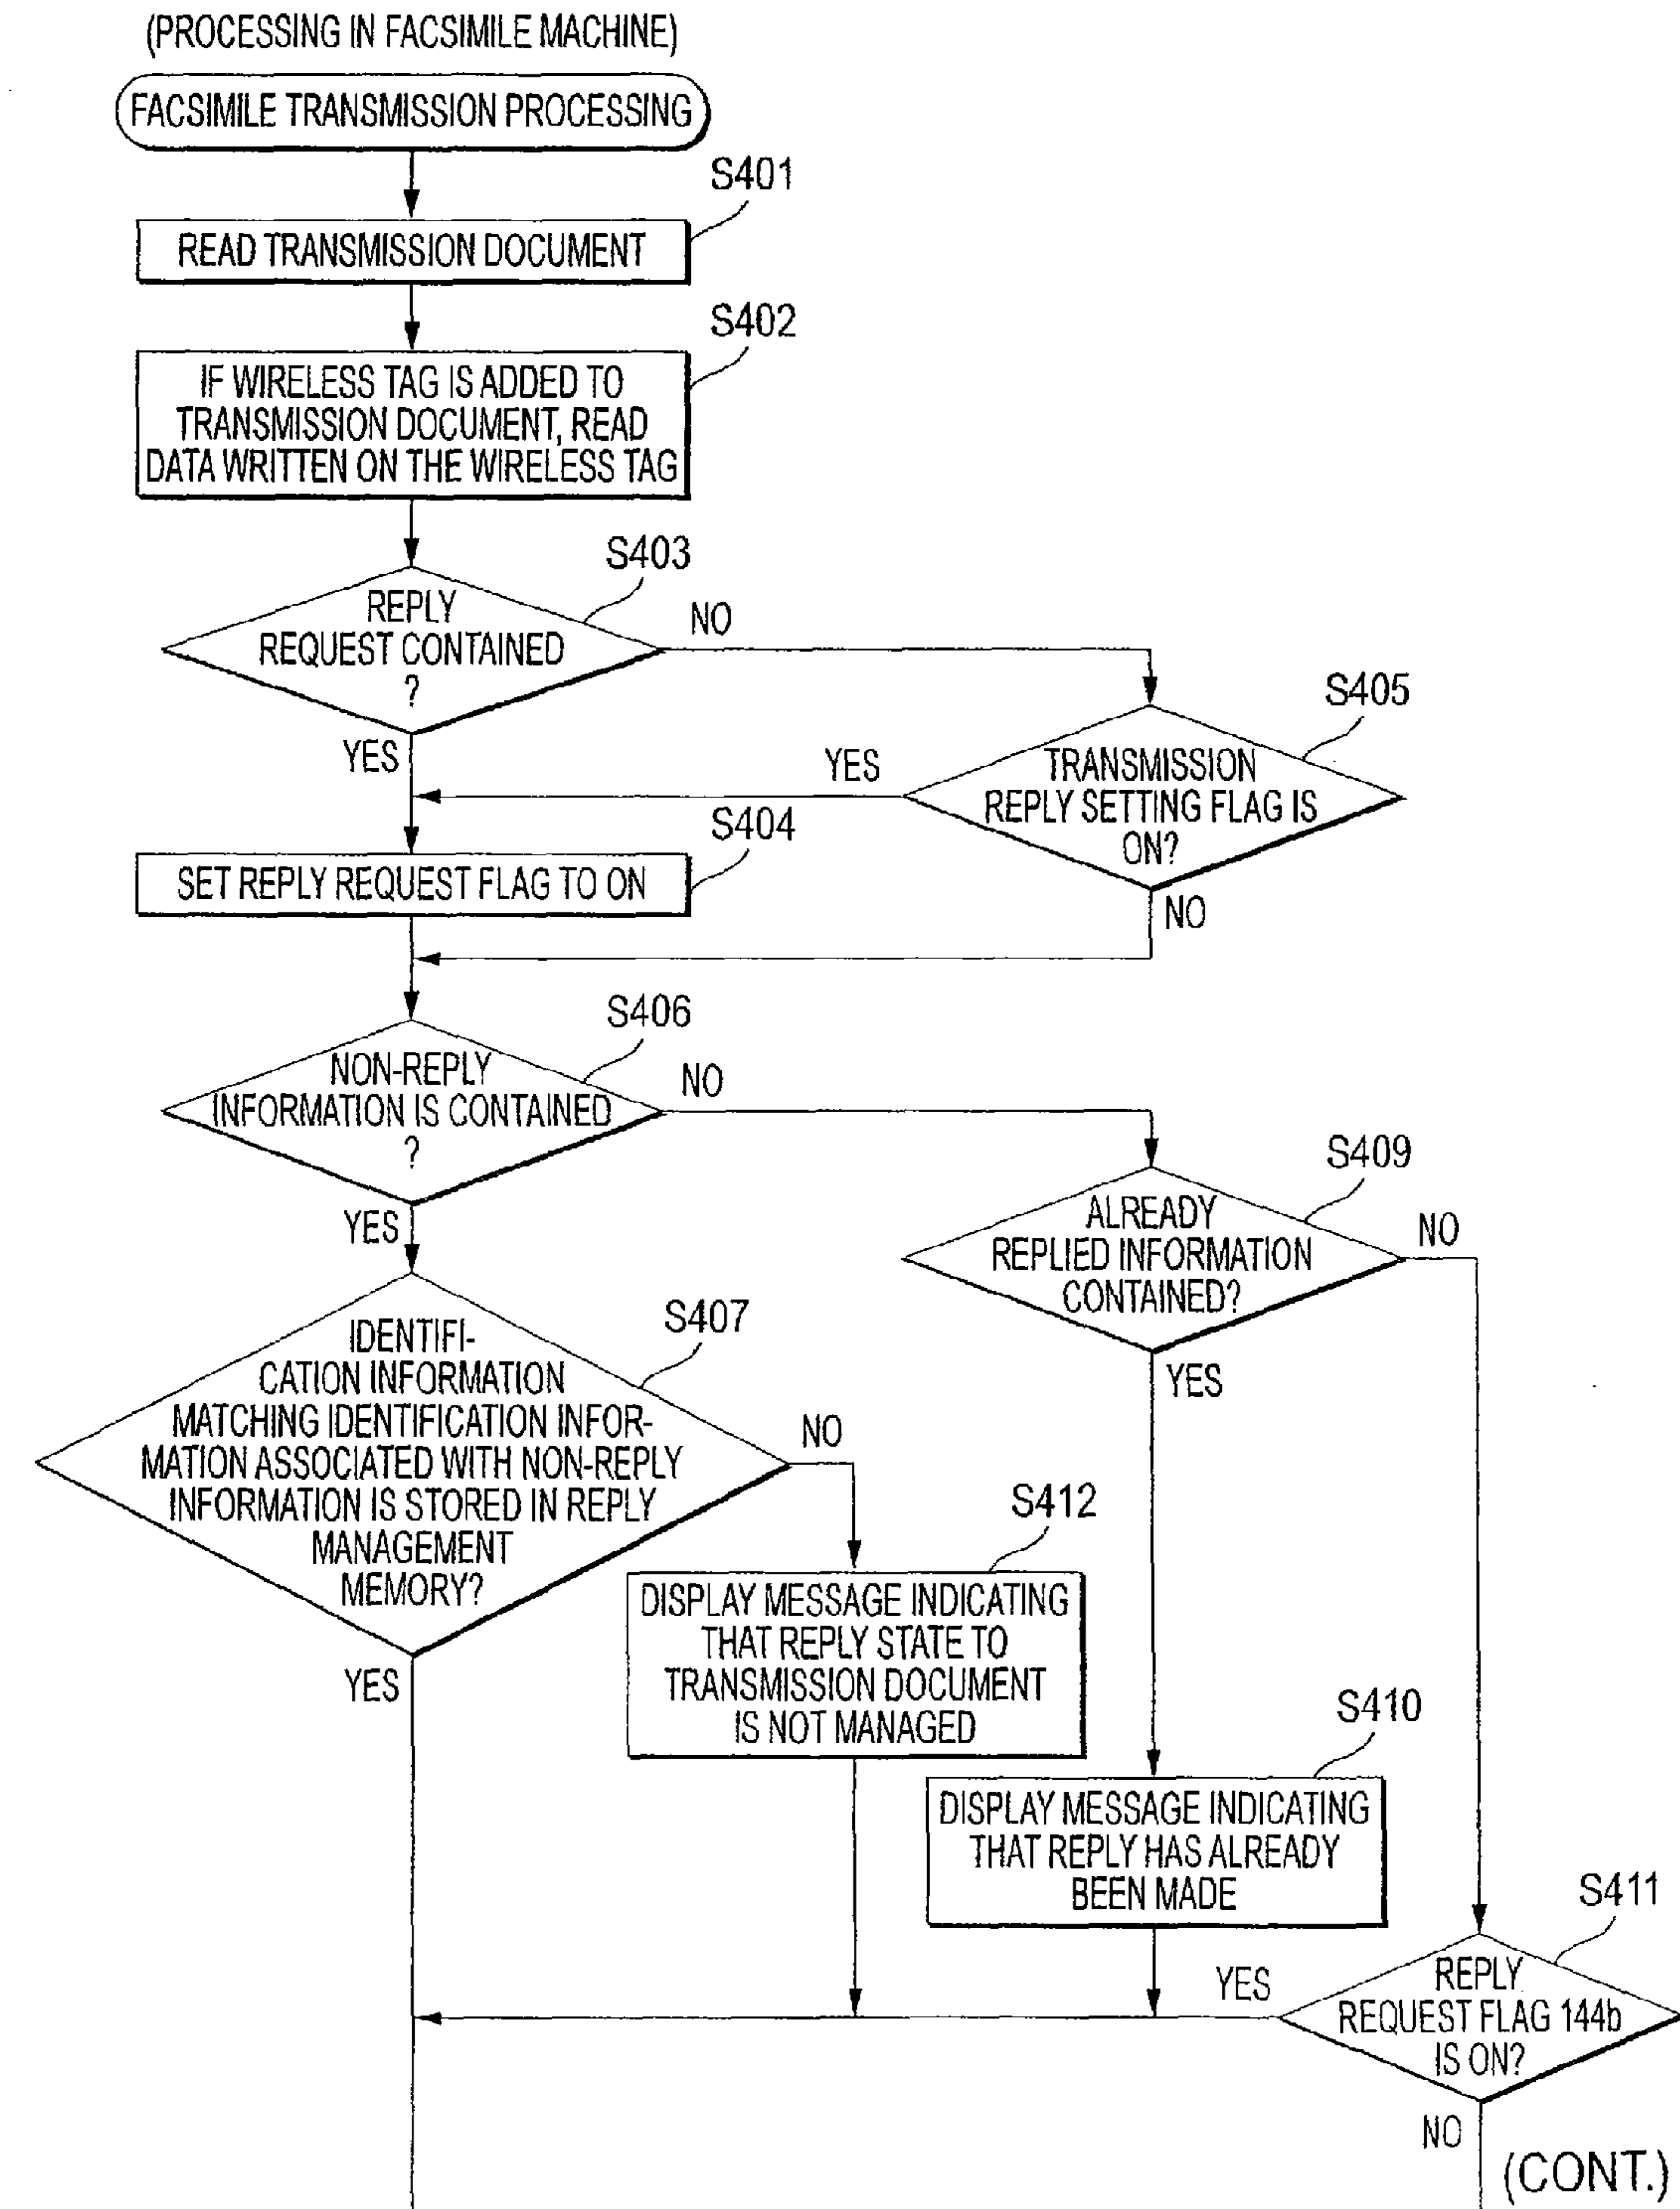 (PROCESSING IN FACSIMILE MACHINE)
FACSIMILE TRANSMISSION PROCESSING
S401
READ TRANSMISSION DOCUMENT
S402
IF WIRELESS TAG IS ADDED TO
TRANSMISSION DOCUMENT, READ
DATA WRITTEN ON THE WIRELESS TAG
S403
REPLY
REQUEST CONTAINED
?
NO
YES
S405
TRANSMISSION
REPLY SETTING FLAG IS
ON?
YES
NO
S404
SET REPLY REQUEST FLAG TO ON
S406
NON-REPLY
INFORMATION IS CONTAINED
?
NO
YES
S409
ALREADY
REPLIED INFORMATION
CONTAINED?
NO
YES
S407
IDENTIFI-
CATION INFORMATION
MATCHING IDENTIFICATION INFOR-
MATION ASSOCIATED WITH NON-REPLY
INFORMATION IS STORED IN REPLY
MANAGEMENT
MEMORY?
NO
YES
S412
DISPLAY MESSAGE INDICATING
THAT REPLY STATE TO
TRANSMISSION DOCUMENT
IS NOT MANAGED
S410
DISPLAY MESSAGE INDICATING
THAT REPLY HAS ALREADY
BEEN MADE
S411
REPLY
REQUEST FLAG 144b
IS ON?
YES
NO
(CONT.)